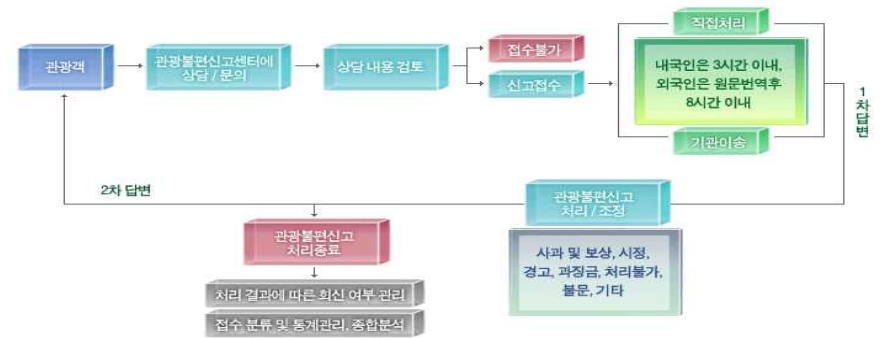 관광객
관광불편신고센터에
상담 / 문의
상담 내용 검토
접수불가
신고접수
직접처리
내국인은 3시간 이내,
외국인은 원문번역후
8시간 이내
기관이송
1
차
답
변
관광불편신고
처리 / 조정
사과 및 보상, 시정,
경고, 과징금, 처리불가,
불문, 기타
2차 답변
관광불편신고
처리종료
처리 결과에 따른 회신 여부 관리
접수 분류 및 통계관리, 종합분석